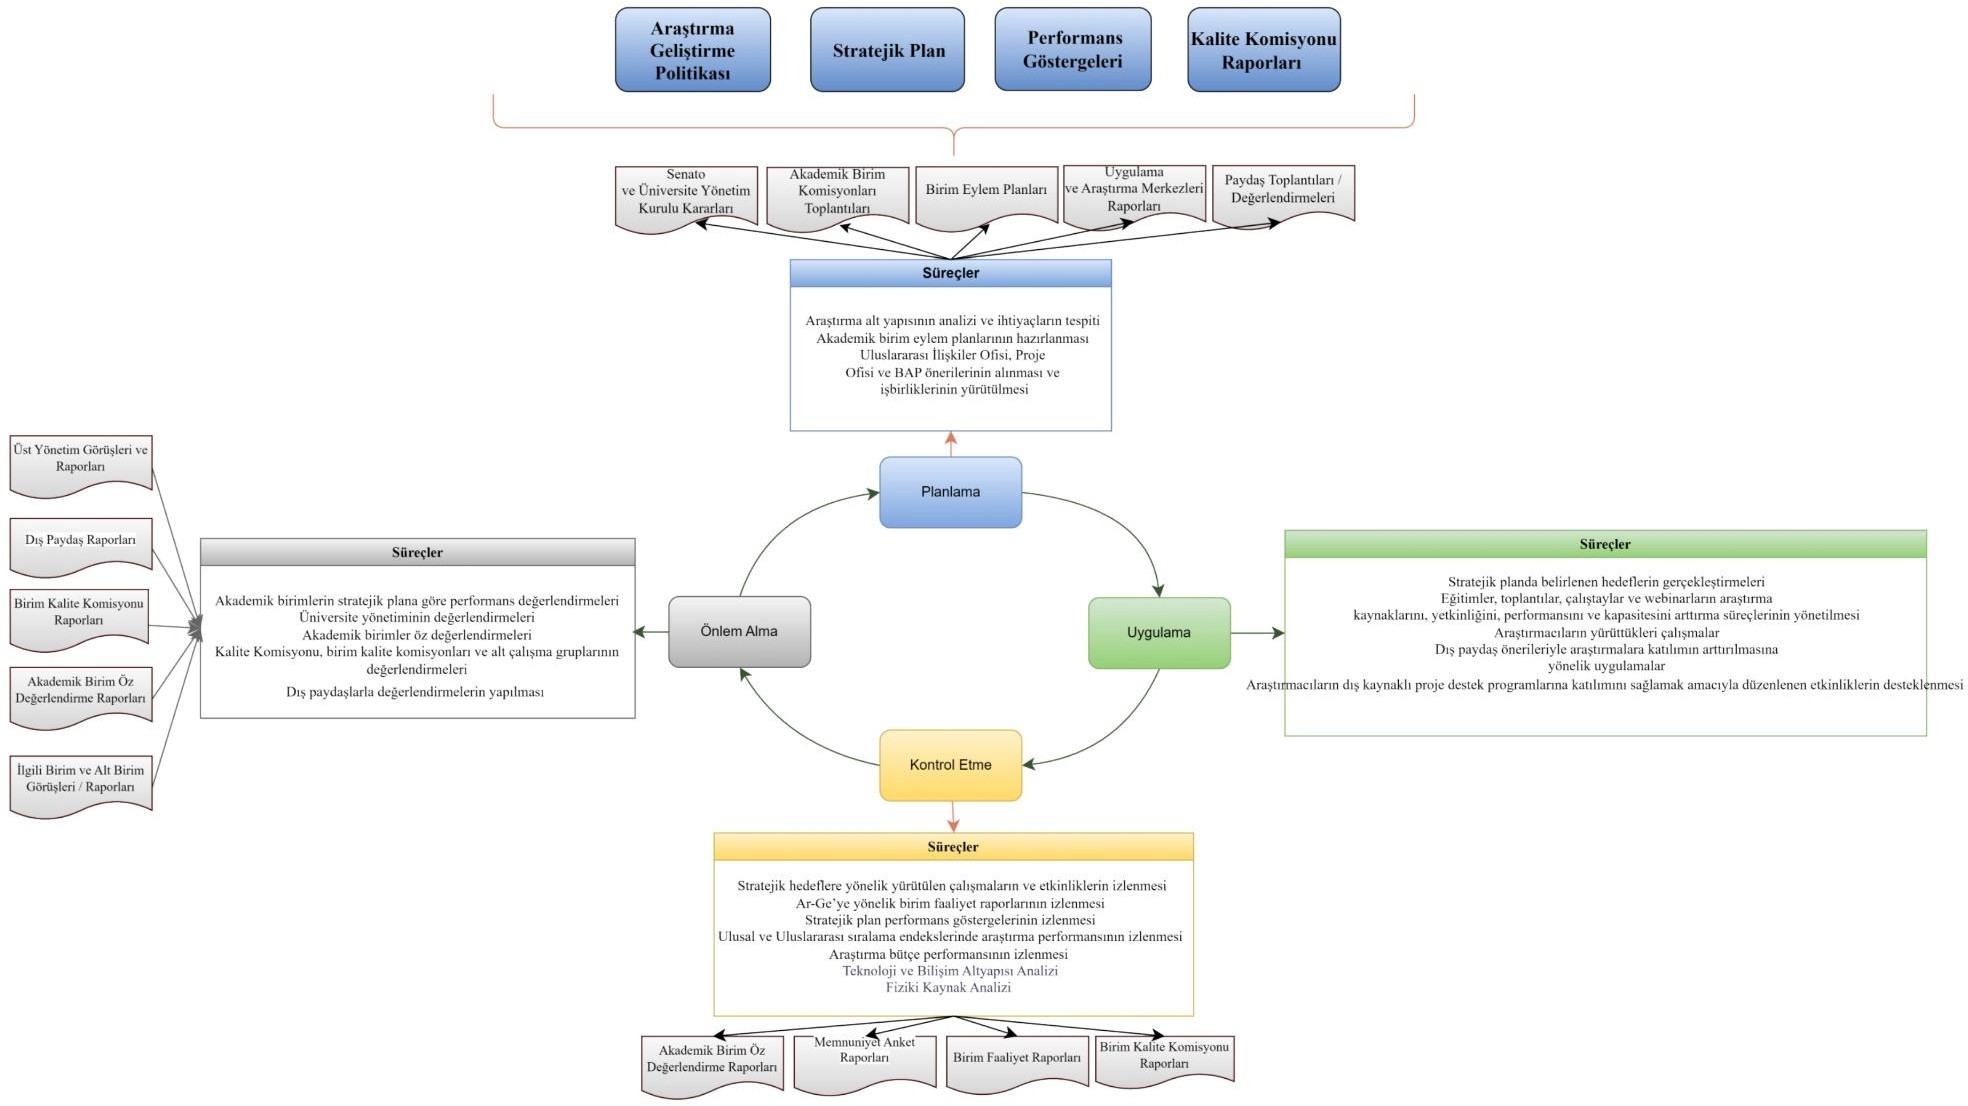 Araştırma
Geliştirme
Politikası
Stratejik Plan
Performans
Göstergeleri
Kalite Komisyonu
Raporları
Senato
ve Üniversite Yönetim
Kurulu Kararları
Akademik Birim
Komisyonları
Toplantıları
Birim Eylem Planları
Uygulama
ve Araştırma Merkezleri
Raporları
Paydaş Toplantıları /
Değerlendirmeleri
Süreçler
Araştırma alt yapısının analizi ve ihtiyaçların tespiti
Akademik birim eylem planlarının hazırlanması
Uluslararası İlişkiler Ofisi, Proje
Ofisi ve BAP önerilerinin alınması ve
işbirliklerinin yürütülmesi
Planlama
Üst Yönetim Görüşleri ve
Raporları
Dış Paydaş Raporları
Birim Kalite Komisyonu
Raporları
Akademik Birim Öz
Değerlendirme Raporları
İlgili Birim ve Alt Birim
Görüşleri / Raporları
Süreçler
Akademik birimlerin stratejik plana göre performans değerlendirmeleri
Üniversite yönetiminin değerlendirmeleri
Akademik birimler öz değerlendirmeleri
Kalite Komisyonu, birim kalite komisyonları ve alt çalışma gruplarının
değerlendirmeleri
Dış paydaşlarla değerlendirmelerin yapılması
Önlem Alma
Uygulama
Süreçler
Stratejik planda belirlenen hedeflerin gerçekleştirmeleri
Eğitimler, toplantılar, çalıştaylar ve webinarların araştırma
kaynaklarını, yetkinliğini, performansını ve kapasitesini arttırma süreçlerinin yönetilmesi
Araştırmacıların yürüttükleri çalışmalar
Dış paydaş önerileriyle araştırmalara katılımın arttırılmasına
yönelik uygulamalar
Araştırmacıların dış kaynaklı proje destek programlarına katılımını sağlamak amacıyla düzenlenen etkinliklerin desteklenmesi
Kontrol Etme
Süreçler
Stratejik hedeflere yönelik yürütülen çalışmaların ve etkinliklerin izlenmesi
Ar-Ge’ye yönelik birim faaliyet raporlarının izlenmesi
Stratejik plan performans göstergelerinin izlenmesi
Ulusal ve Uluslararası sıralama endekslerinde araştırma performansının izlenmesi
Araştırma bütçe performansının izlenmesi
Teknoloji ve Bilişim Altyapısı Analizi
Fiziki Kaynak Analizi
Akademik Birim Öz
Değerlendirme Raporları
Memnuniyet Anket
Raporları
Birim Faaliyet Raporları
Birim Kalite Komisyonu
Raporları